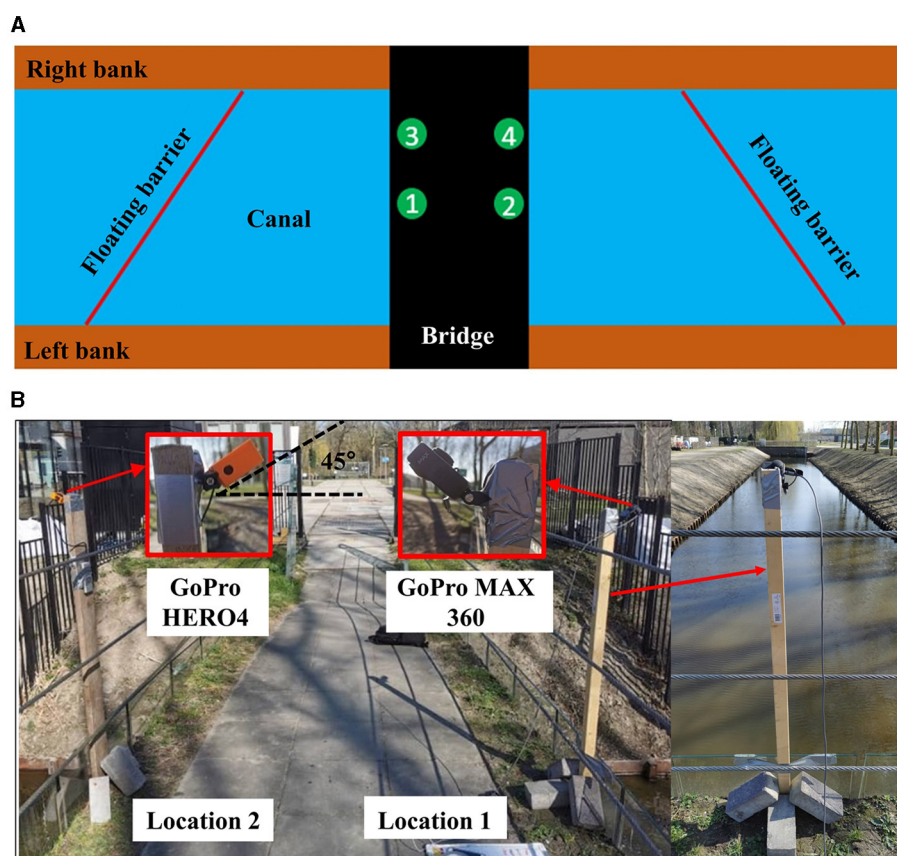 A
Right bank
Floating barrier
3
4
Floating barrier
1
2
Canal
Bridge
Left bank
B
45°
GoPro
HERO4
GoPro MAX
360
Location 2
Location 1